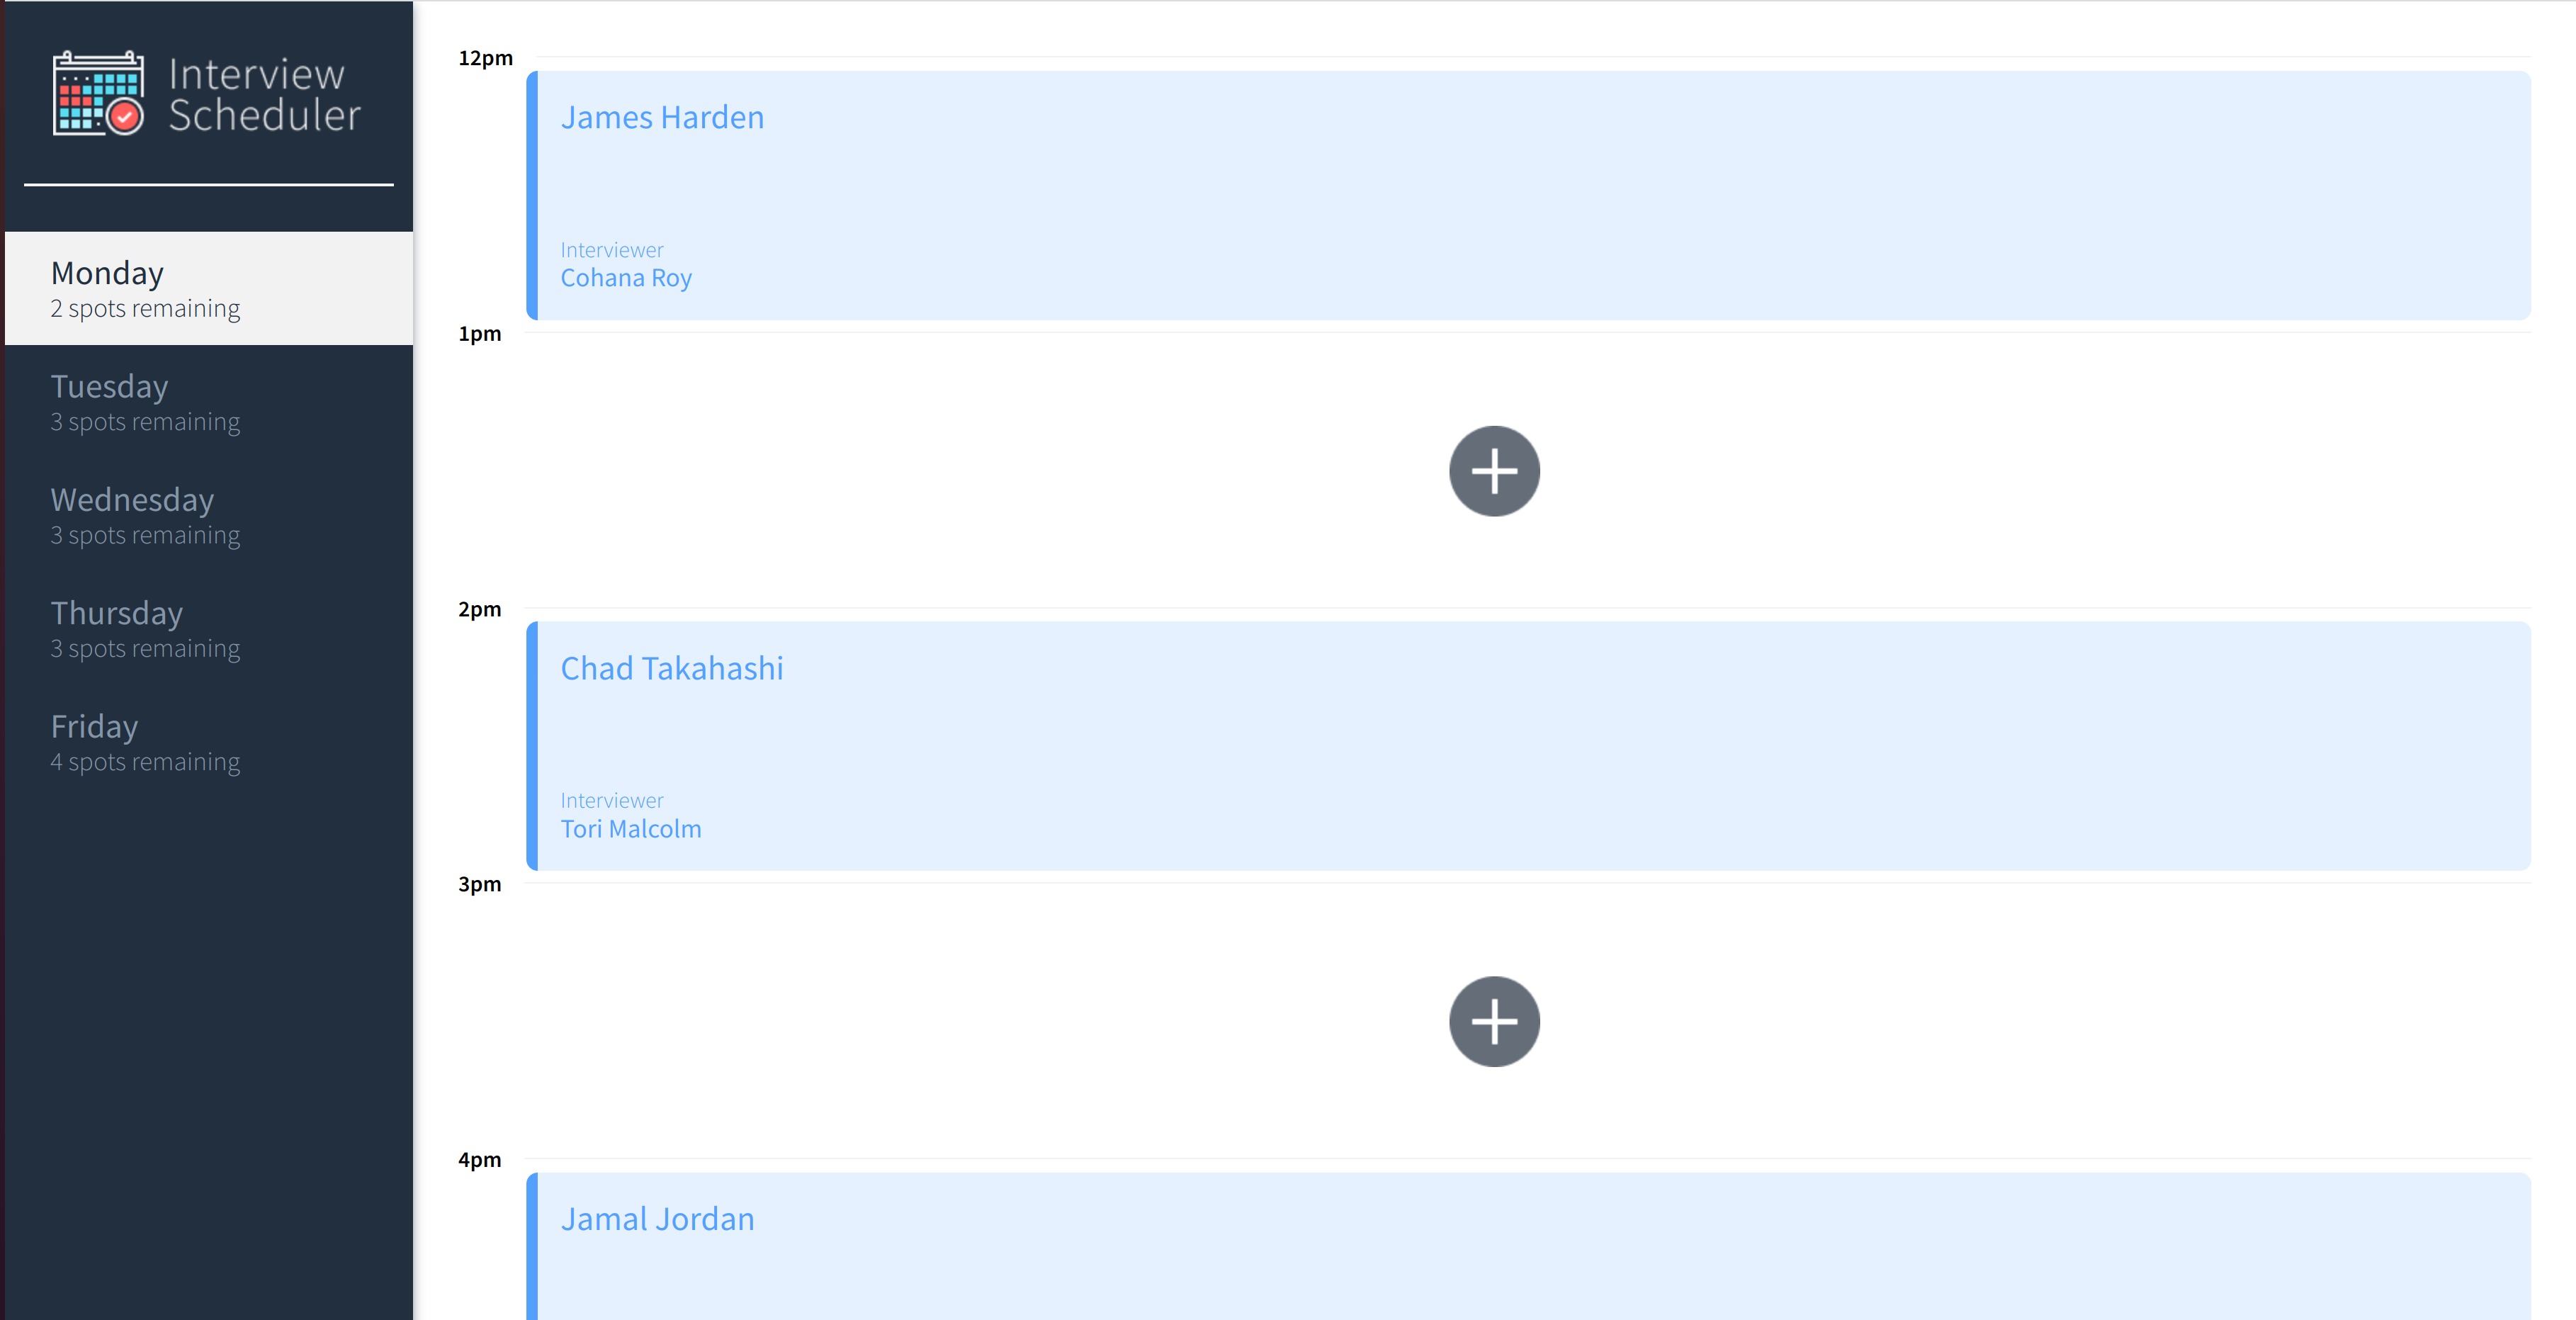 Interview
Scheduler
Monday
2 spots remaining
Tuesday
3 spots remaining
Wednesday
3 spots remaining
Thursday
3 spots remaining
Friday
4 spots remaining
12pm
James Harden
Interviewer
Cohana Roy
1pm
2pm
Chad Takahashi
Interviewer
Tori Malcolm
3pm
4pm
Jamal Jordan